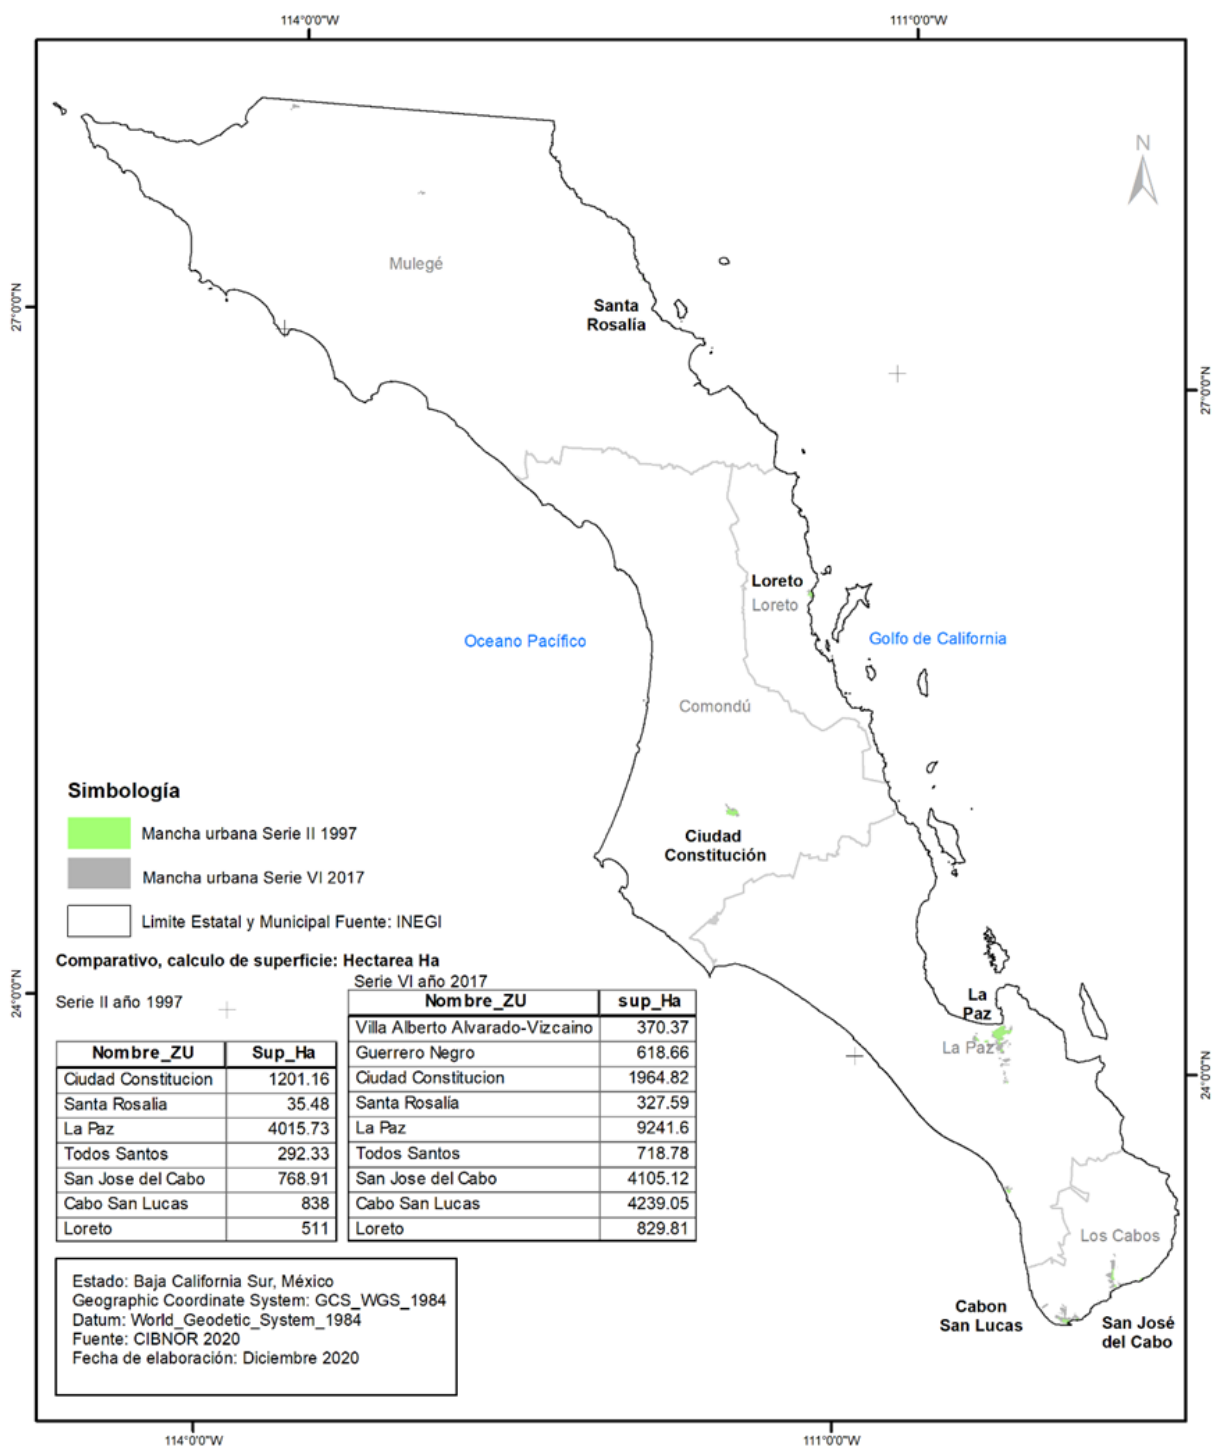 114°0'0"W
111°0'0"W
N
27°0'0"N
27°0'0"N
Mulegé
Santa
Rosalía
Loreto
Loreto
Oceano Pacífico
Golfo de California
Comondú
Ciudad
Constitución
La
Paz
La Paz
Los Cabos
Cabon
San Lucas
San José
del Cabo
24°0'0"N
24°0'0"N
Simbología
Mancha urbana Serie II 1997
Mancha urbana Serie VI 2017
Limite Estatal y Municipal Fuente: INEGI
Comparativo, calculo de superficie: Hectarea Ha
Serie II año 1997
Nombre_ZU Sup_Ha
Ciudad Constitucion 1201.16
Santa Rosalia 35.48
La Paz 4015.73
Todos Santos 292.33
San Jose del Cabo 768.91
Cabo San Lucas 838
Loreto 511
Serie VI año 2017
Nombre_ZU sup_Ha
Villa Alberto Alvarado-Vizcaino 370.37
Guerrero Negro 618.66
Ciudad Constitucion 1964.82
Santa Rosalía 327.59
La Paz 9241.6
Todos Santos 718.78
San Jose del Cabo 4105.12
Cabo San Lucas 4239.05
Loreto 829.81
Estado: Baja California Sur, México
Geographic Coordinate System: GCS_WGS_1984
Datum: World_Geodetic_System_1984
Fuente: CIBNOR 2020
Fecha de elaboración: Diciembre 2020
114°0'0"W
111°0'0"W